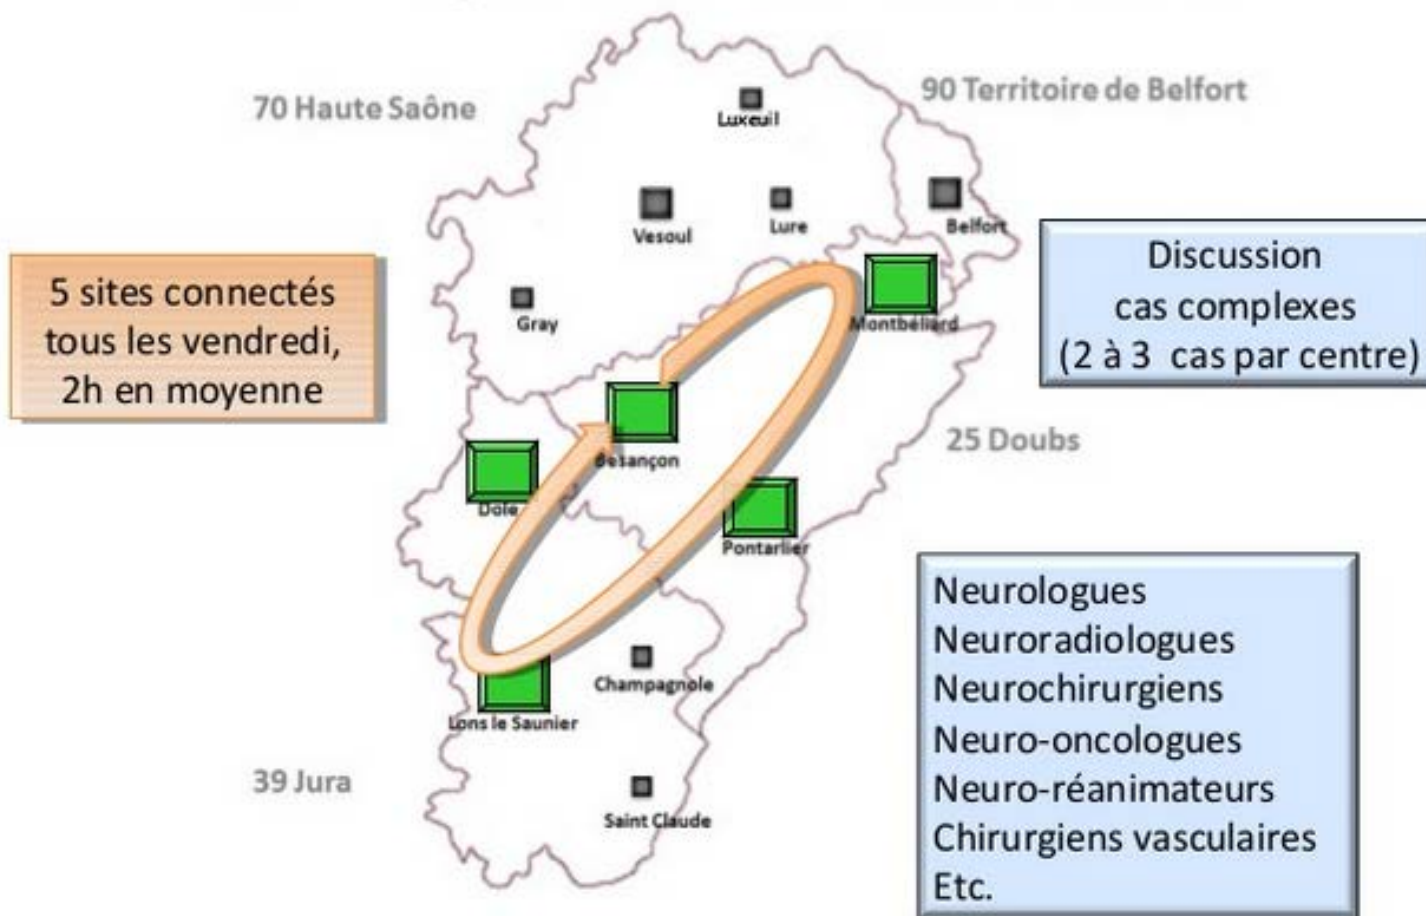 70 Haute Saône
90 Territoire de Belfort
Luxeuil
Vesoul
Lure
Belfort
5 sites connectés
tous les vendredi,
2h en moyenne
Gray
Montbéliard
Discussion
cas complexes
(2 à 3 cas par centre)
Besançon
25 Doubs
Dole
Pontarlier
Neurologues
Neuroradiologues
Neurochirurgiens
Neuro-oncologues
Neuro-réanimateurs
Chirurgiens vasculaires
Etc.
Champagnole
Lons le Saunier
39 Jura
Saint Claude